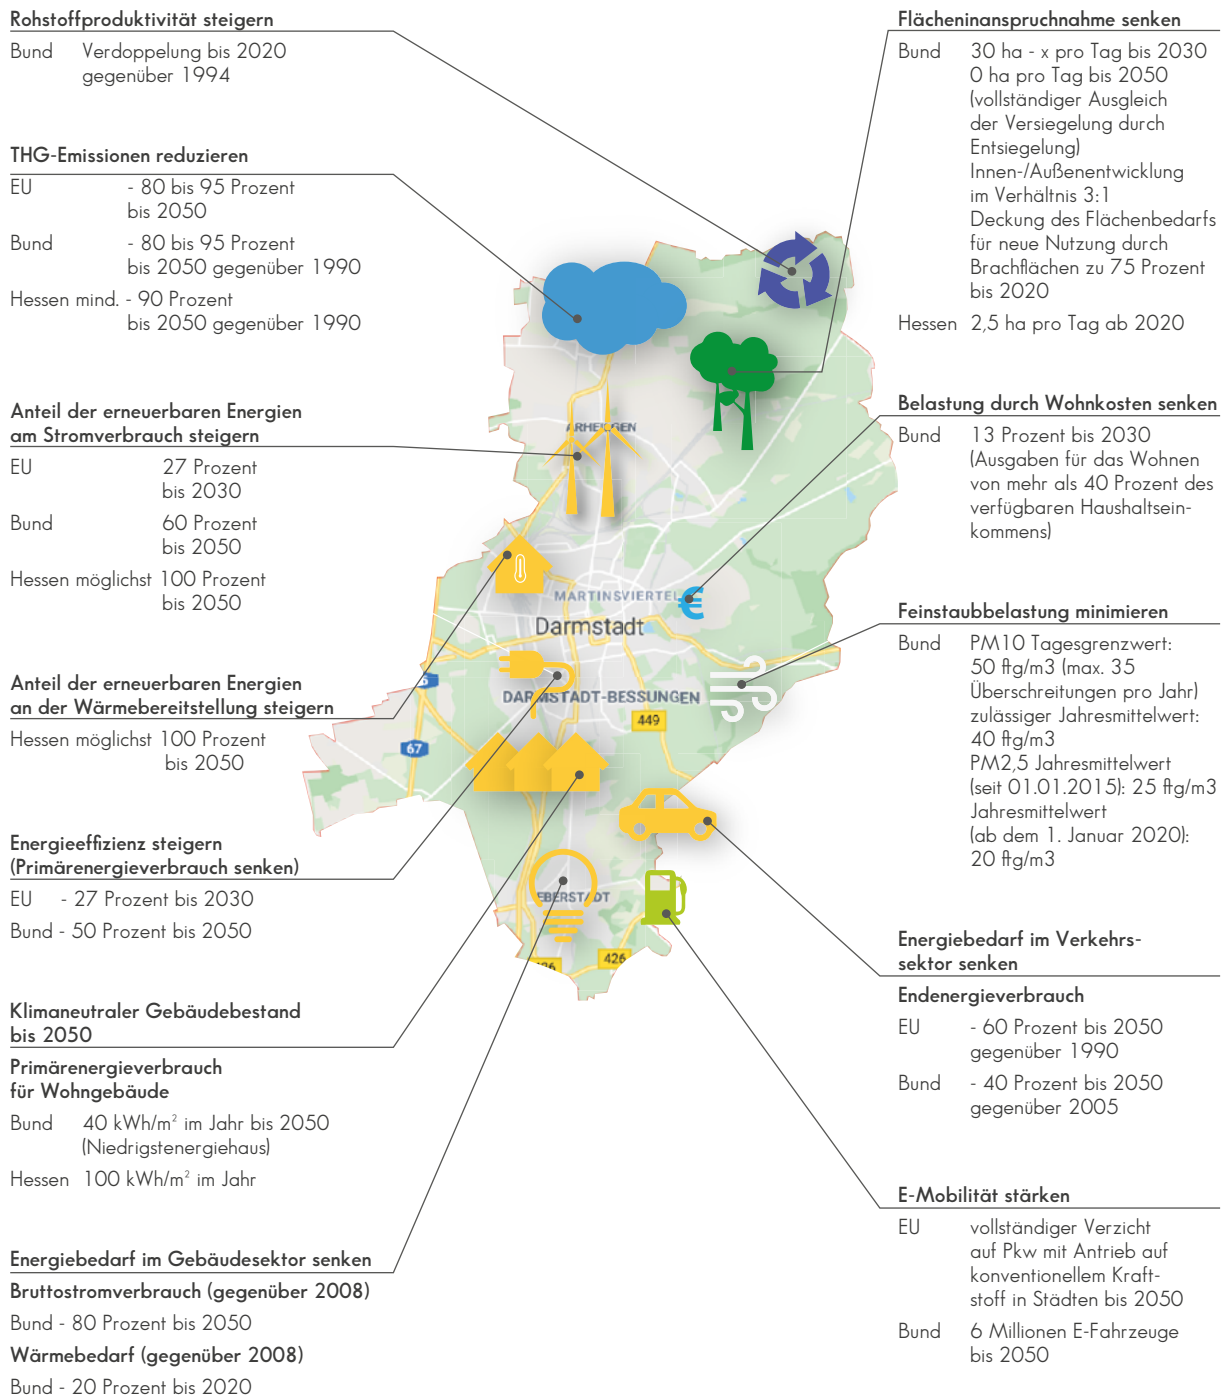 Rohstoffproduktivität steigern
Bund Verdoppelung bis 2020
gegenüber 1994
THG-Emissionen reduzieren
EU - 80 bis 95 Prozent
bis 2050
Bund - 80 bis 95 Prozent
bis 2050 gegenüber 1990
Hessen mind. - 90 Prozent
bis 2050 gegenüber 1990
Anteil der erneuerbaren Energien
am Stromverbrauch steigern
EU 27 Prozent
bis 2030
Bund 60 Prozent
bis 2050
Hessen möglichst 100 Prozent
bis 2050
Anteil der erneuerbaren Energien
an der Wärmebereitstellung steigern
Hessen möglichst 100 Prozent
bis 2050
Energieeffizienz steigern
(Primärenergieverbrauch senken)
EU - 27 Prozent bis 2030
Bund - 50 Prozent bis 2050
Klimaneutraler Gebäudebestand
bis 2050
Primärenergieverbrauch
für Wohngebäude
Bund 40 kWh/m² im Jahr bis 2050
(Niedrigstenergiehaus)
Hessen 100 kWh/m² im Jahr
Energiebedarf im Gebäudesektor senken
Bruttostromverbrauch (gegenüber 2008)
Bund - 80 Prozent bis 2050
Wärmebedarf (gegenüber 2008)
Bund - 20 Prozent bis 2020
MARTINSVIERTEL
€
Darmstadt
DARMSTADT-BESSUNGEN
449
67
EBERSTADT
426
Flächeninanspruchnahme senken
Bund 30 ha - x pro Tag bis 2030
0 ha pro Tag bis 2050
(vollständiger Ausgleich
der Versiegelung durch
Entsiegelung)
Innen-/Außenentwicklung
im Verhältnis 3:1
Deckung des Flächenbedarfs
für neue Nutzung durch
Brachflächen zu 75 Prozent
bis 2020
Hessen 2,5 ha pro Tag ab 2020
Belastung durch Wohnkosten senken
Bund 13 Prozent bis 2030
(Ausgaben für das Wohnen
von mehr als 40 Prozent des
verfügbaren Haushaltsein-
kommens)
Feinstaubbelastung minimieren
Bund PM10 Tagesgrenzwert:
50 ftg/m3 (max. 35
Überschreitungen pro Jahr)
zulässiger Jahresmittelwert:
40 ftg/m3
PM2,5 Jahresmittelwert
(seit 01.01.2015): 25 ftg/m3
Jahresmittelwert
(ab dem 1. Januar 2020):
20 ftg/m3
Energiebedarf im Verkehrs-
sektor senken
Endenergieverbrauch
EU - 60 Prozent bis 2050
gegenüber 1990
Bund - 40 Prozent bis 2050
gegenüber 2005
E-Mobilität stärken
EU vollständiger Verzicht
auf Pkw mit Antrieb auf
konventionellem Kraft-
stoff in Städten bis 2050
Bund 6 Millionen E-Fahrzeuge
bis 2050